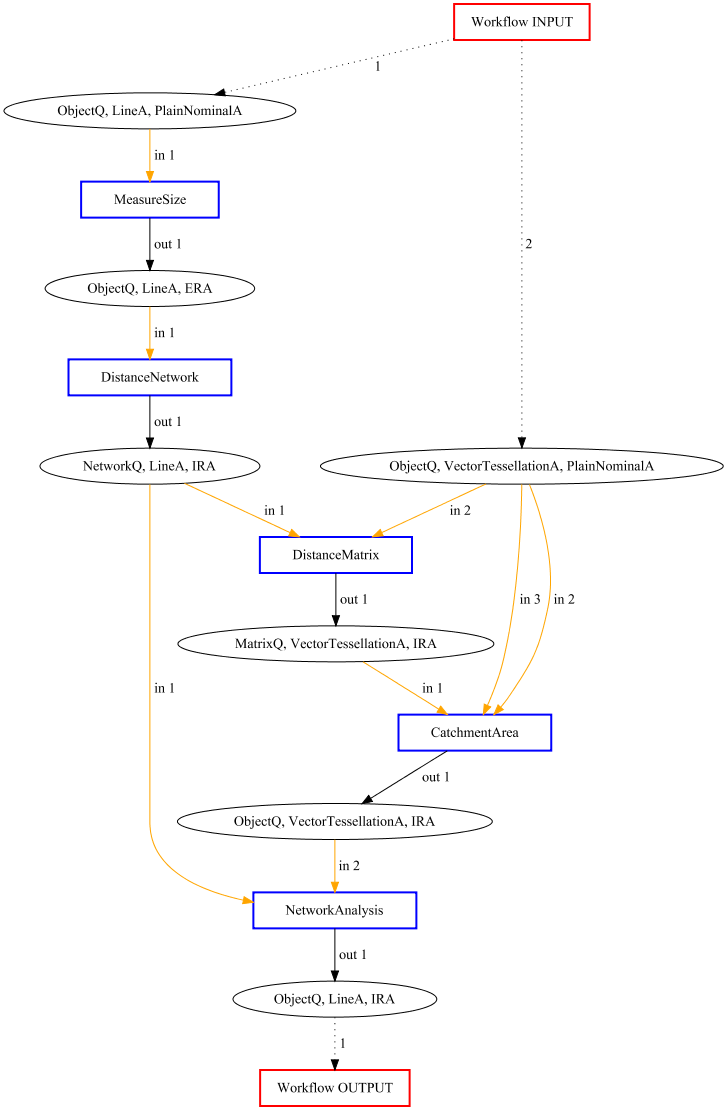 Workflow INPUT
1
ObjectQ, LineA, PlainNominalA
in 1
MeasureSize
out 1
2
ObjectQ, LineA, ERA
in 1
DistanceNetwork
out 1
NetworkQ, LineA, IRA
ObjectQ, VectorTessellationA, PlainNominalA
in 1
in 2
DistanceMatrix
out 1
in 3
in 2
MatrixQ, VectorTessellationA, IRA
in 1
in 1
CatchmentArea
out 1
ObjectQ, VectorTessellationA, IRA
in 2
NetworkAnalysis
out 1
ObjectQ, LineA, IRA
1
Workflow OUTPUT